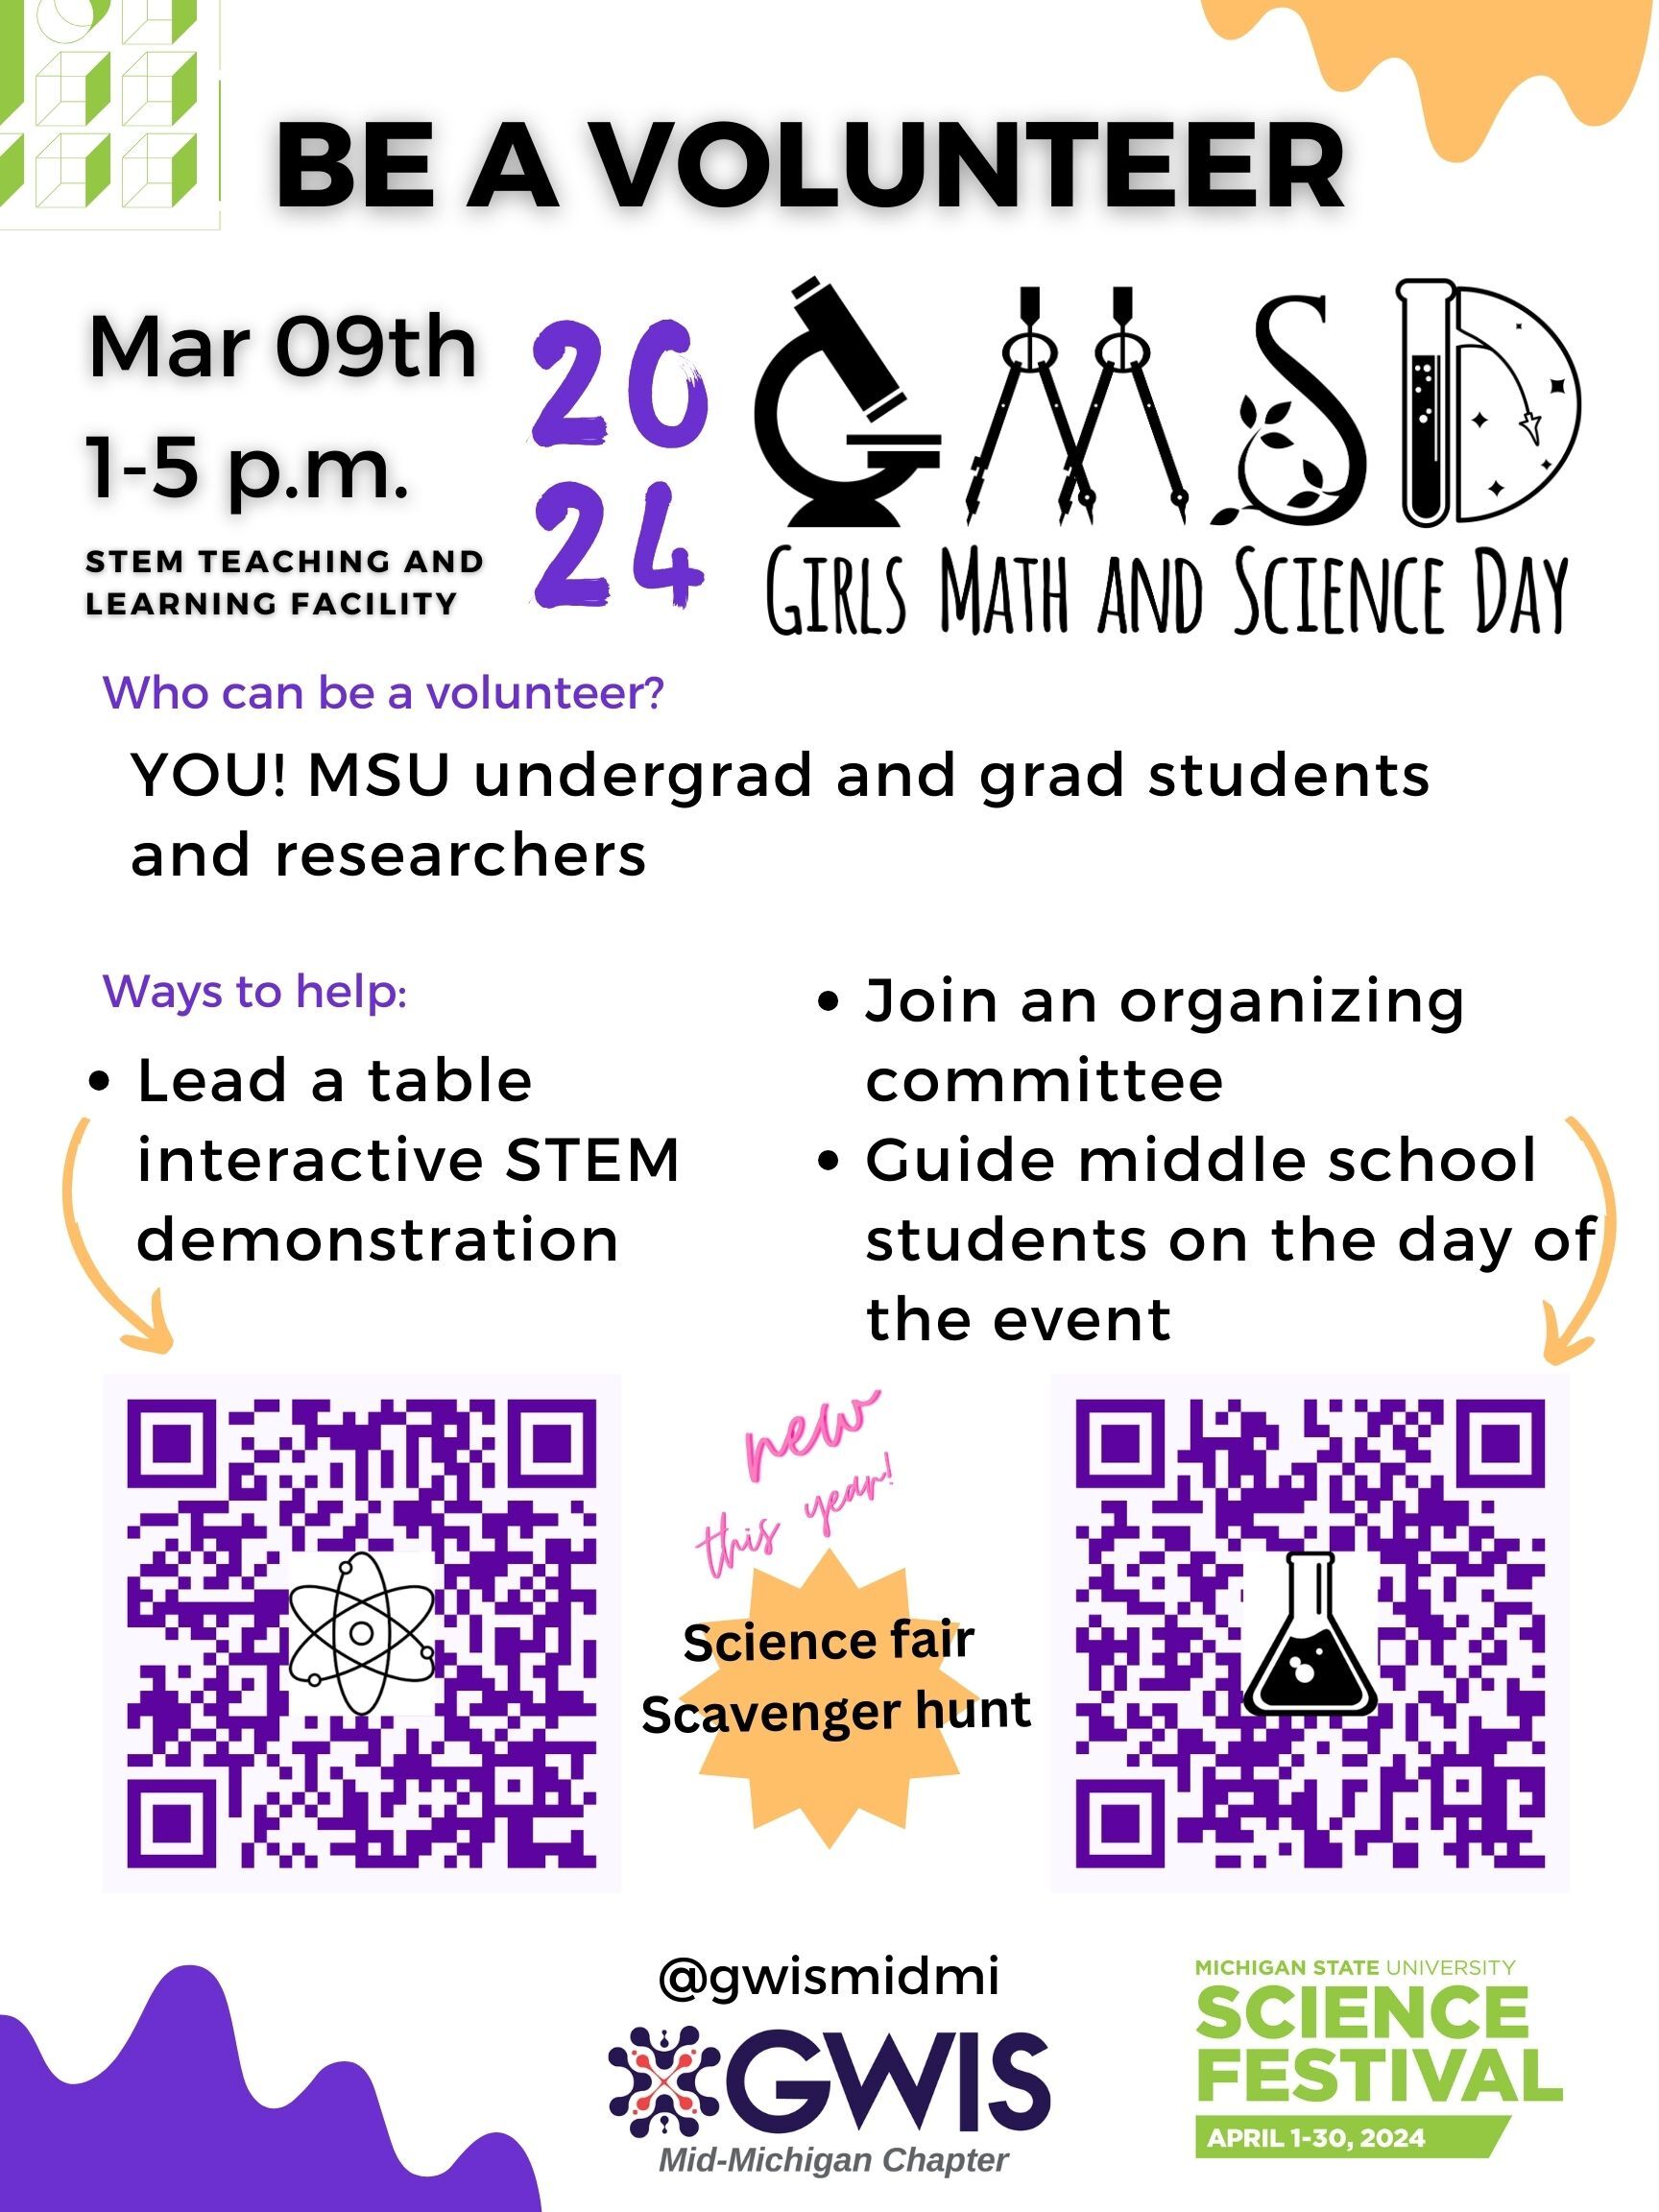 BE A VOLUNTEER
Mar 09th
1-5 p.m.
STEM TEACHING AND
LEARNING FACILITY
20
24
GMSD
GIRLS MATH AND SCIENCE DAY
Who can be a volunteer?
YOU! MSU undergrad and grad students
and researchers
Ways to help:
• Lead a table
interactive STEM
demonstration
• Join an organizing
committee
• Guide middle school
students on the day of
the event
new
this year!
Science fair
Scavenger hunt
@gwismidmi
GWIS
Mid-Michigan Chapter
MICHIGAN STATE UNIVERSITY
SCIENCE
FESTIVAL
APRIL 1-30, 2024